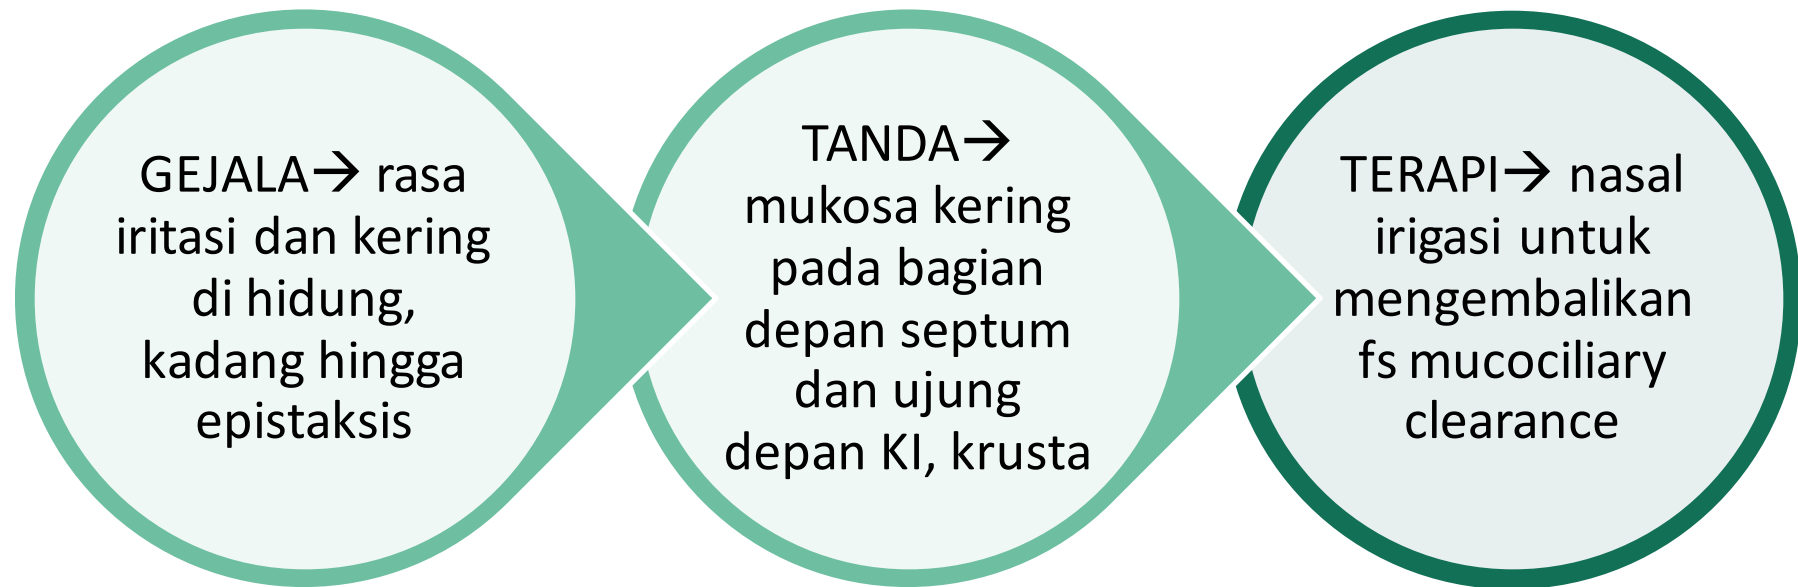 GEJALA→ rasa
iritasi dan kering
di hidung,
kadang hingga
epistaksis
TANDA→
mukosa kering
pada bagian
depan septum
dan ujung
depan KI, krusta
TERAPI→ nasal
irigasi untuk
mengembalikan
fs mucociliary
clearance